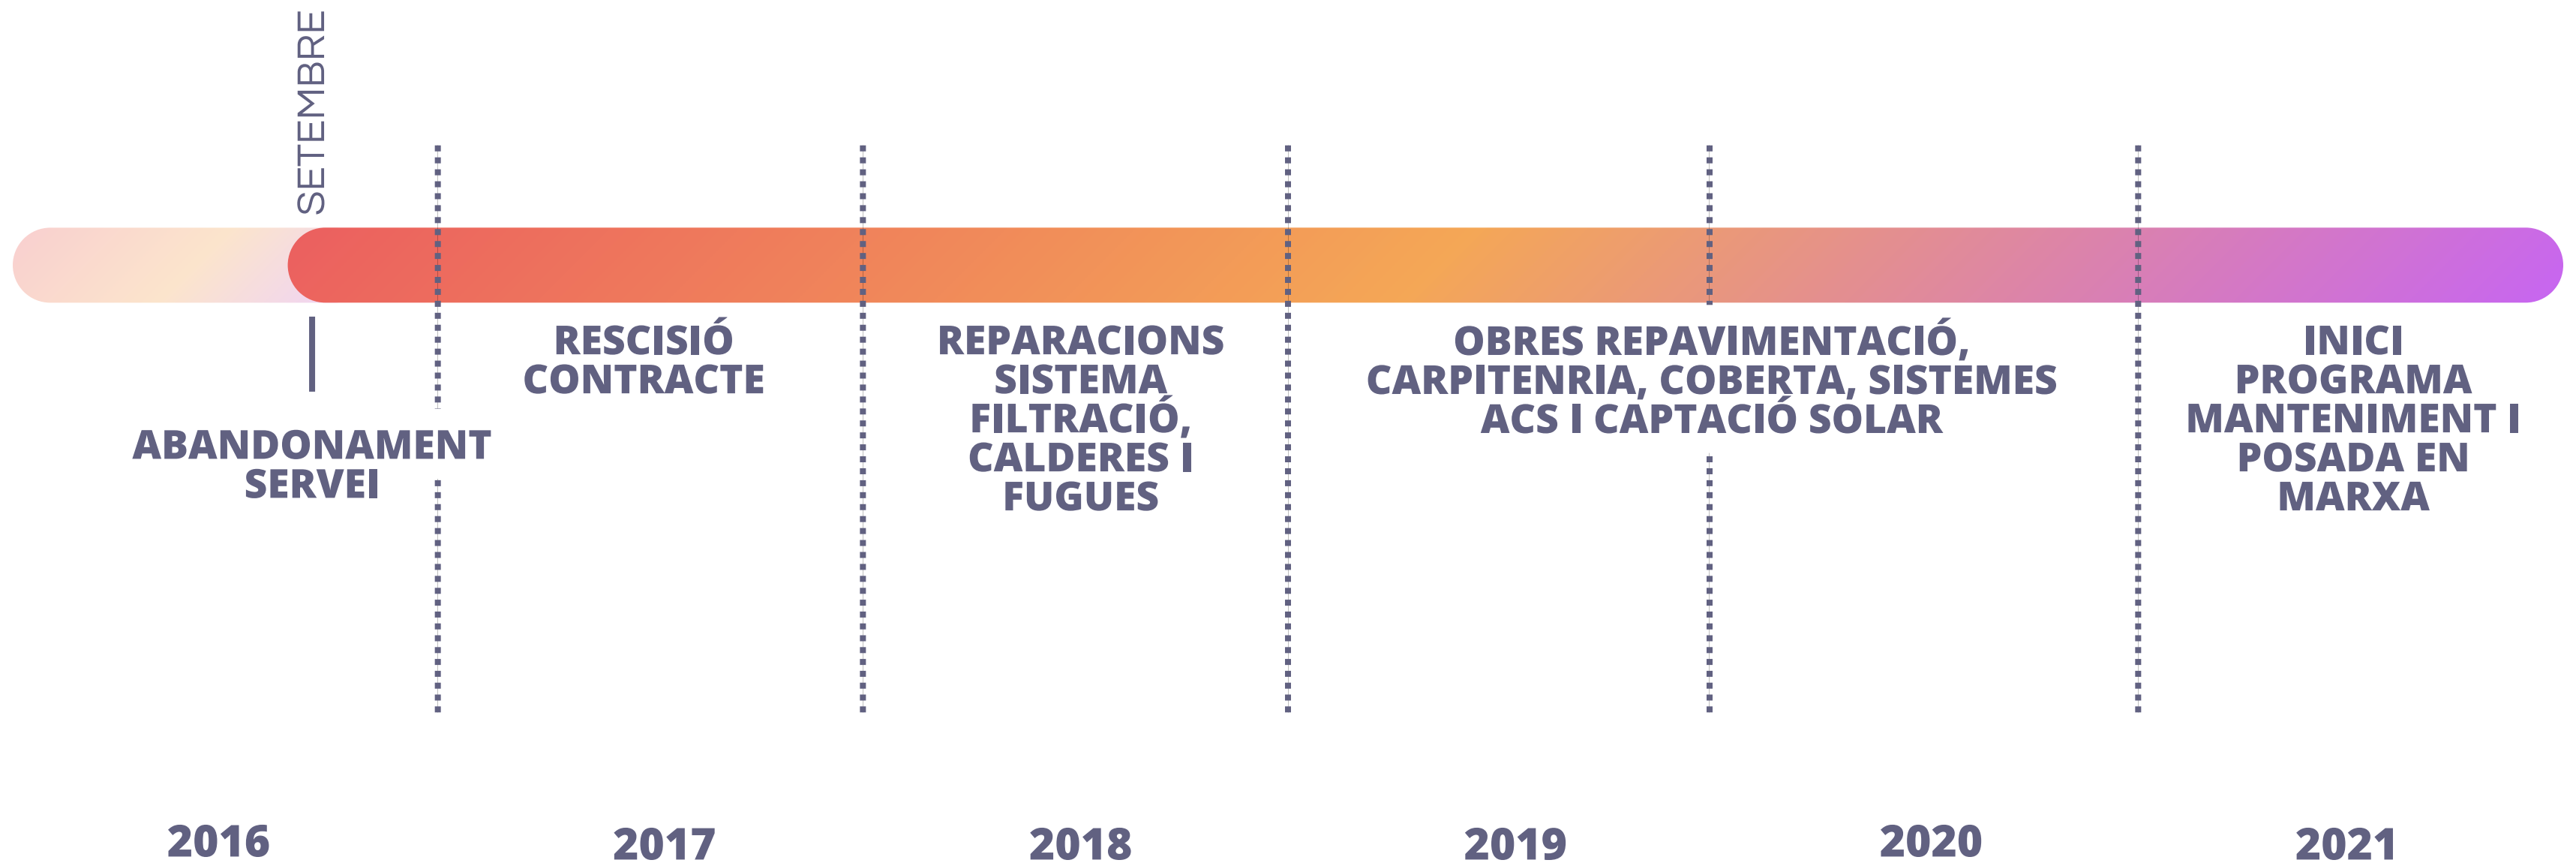 SETEMBRE
ABANDONAMENT
SERVEI
RESCISIÓ
CONTRACTE
REPARACIONS
SISTEMA
FILTRACIÓ,
CALDERES I
FUGUES
OBRES REPAVIMENTACIÓ,
CARPITENRIA, COBERTA, SISTEMES
ACS I CAPTACIÓ SOLAR
INICI
PROGRAMA
MANTENIMENT I
POSADA EN
MARXA
2016
2017
2018
2019
2020
2021